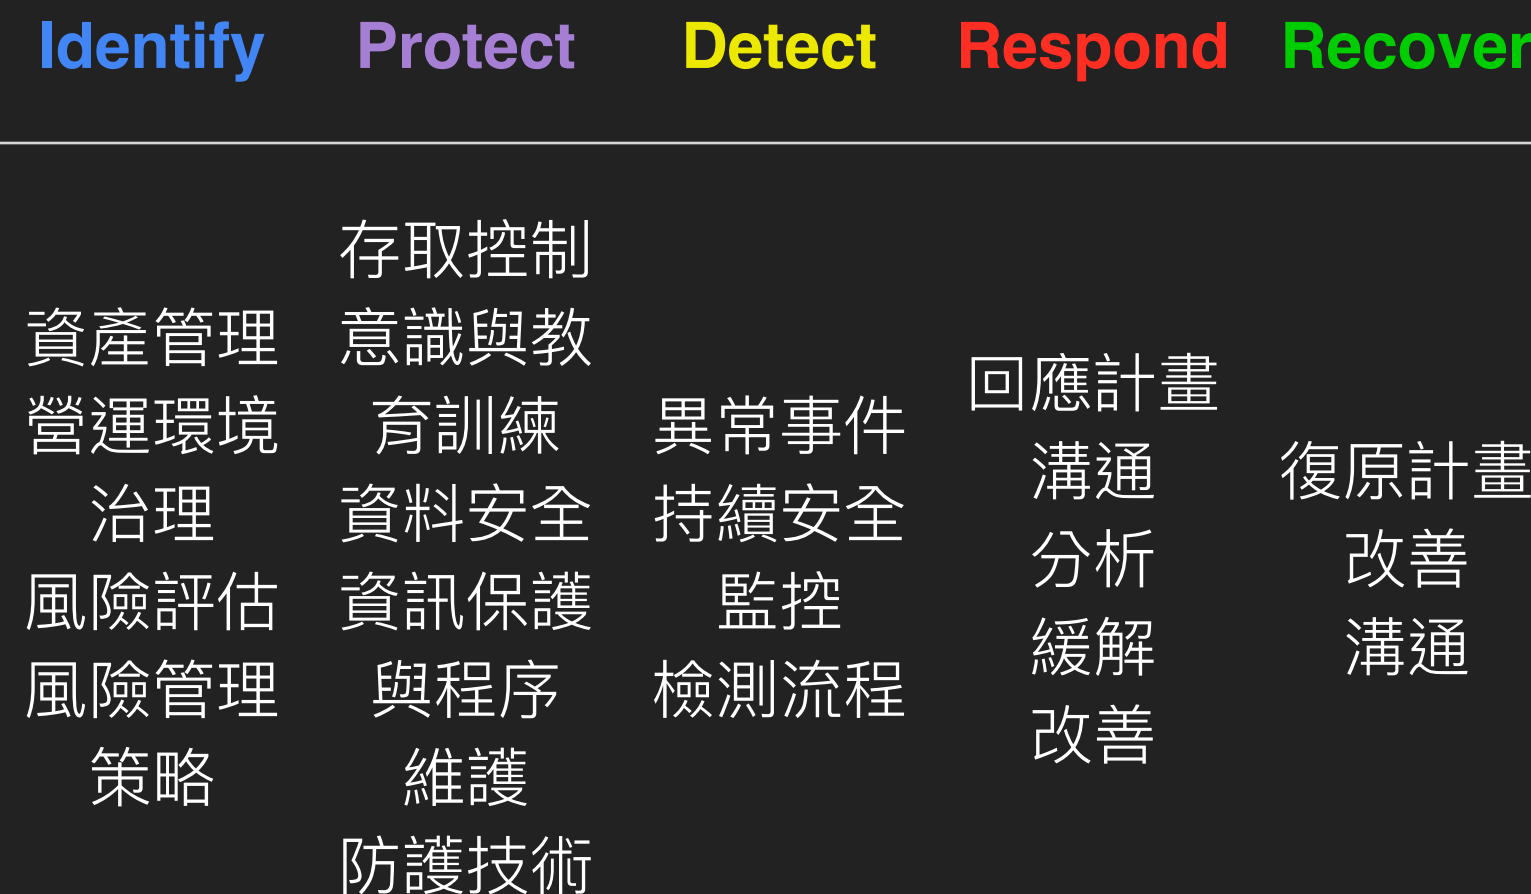 Identify
Protect
Detect
Respond
Recover
資產管理
營運環境
治理
風險評估
風險管理
策略
存取控制
意識與教
育訓練
資料安全
資訊保護
與程序
維護
防護技術
異常事件
持續安全
監控
檢測流程
回應計畫
溝通
分析
緩解
改善
復原計畫
改善
溝通